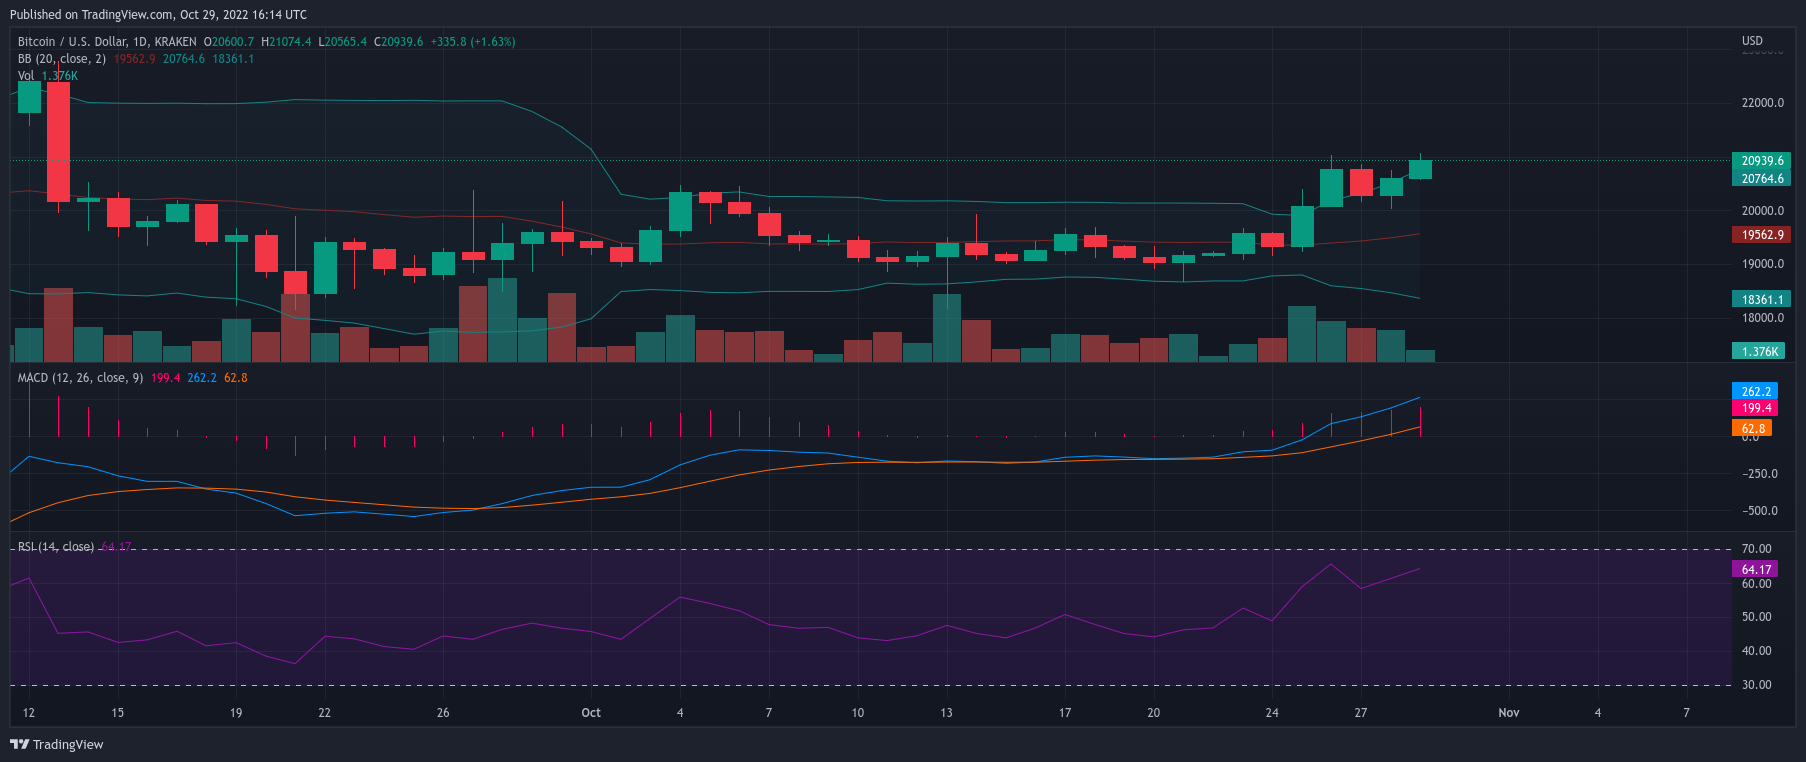 Published on TradingView.com, Oct 29, 2022 16:14 UTC
Bitcoin / U.S. Dollar, 1D, KRAKEN O20600.7 H21074.4 L20565.4 C20939.6 +335.8 (+1.63%)
BB (20, close, 2) 19562.9 20764.6 18361.1
Vol 1.376K
USD
22000.0
20939.6
20764.6
20000.0
19562.9
19000.0
18361.1
18000.0
1.376K
MACD (12, 26, close, 9) 199.4 262.2 62.8
262.2
199.4
62.8
0.0
−250.0
−500.0
RSI (14, close) 64.17
70.00
64.17
60.00
50.00
40.00
30.00
12 15 19 22 26 Oct 4 7 10 13 17 20 24 27 Nov 4 7
TradingView